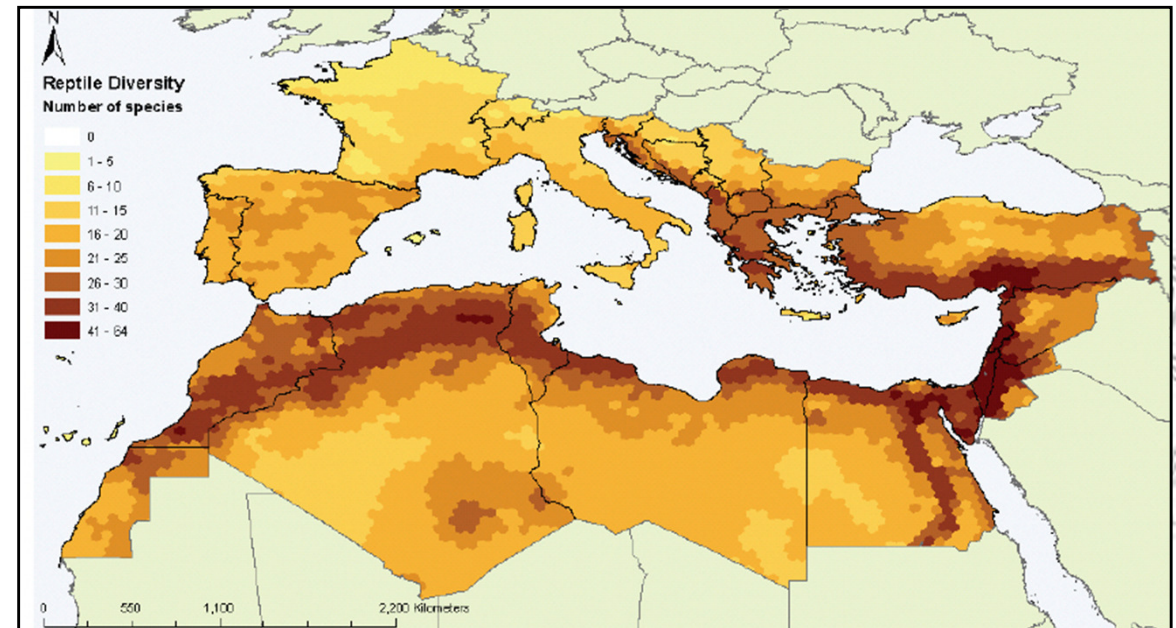 N
Reptile Diversity
Number of species
0
1 - 5
6 - 10
11 - 15
16 - 20
21 - 25
26 - 30
31 - 40
41 - 64
0 550 1,100 2,200 Kilometers